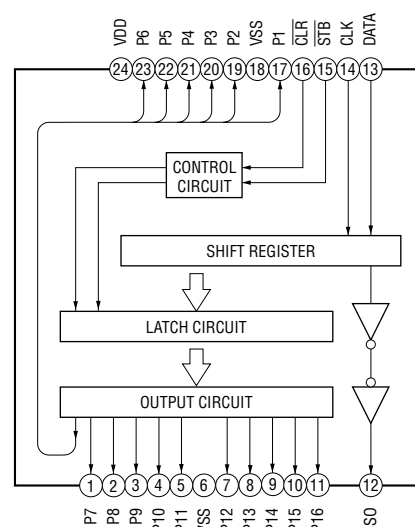 VDD P6 P5 P4 P3 P2 VSS P1 CLR STB CLK DATA
24 23 22 21 20 19 18 17 16 15 14 13
CONTROL
CIRCUIT
SHIFT REGISTER
LATCH CIRCUIT
OUTPUT CIRCUIT
1 2 3 4 5 6 7 8 9 10 11 12
P7 P8 P9 P10 P11 VSS P12 P13 P14 P15 P16 SO